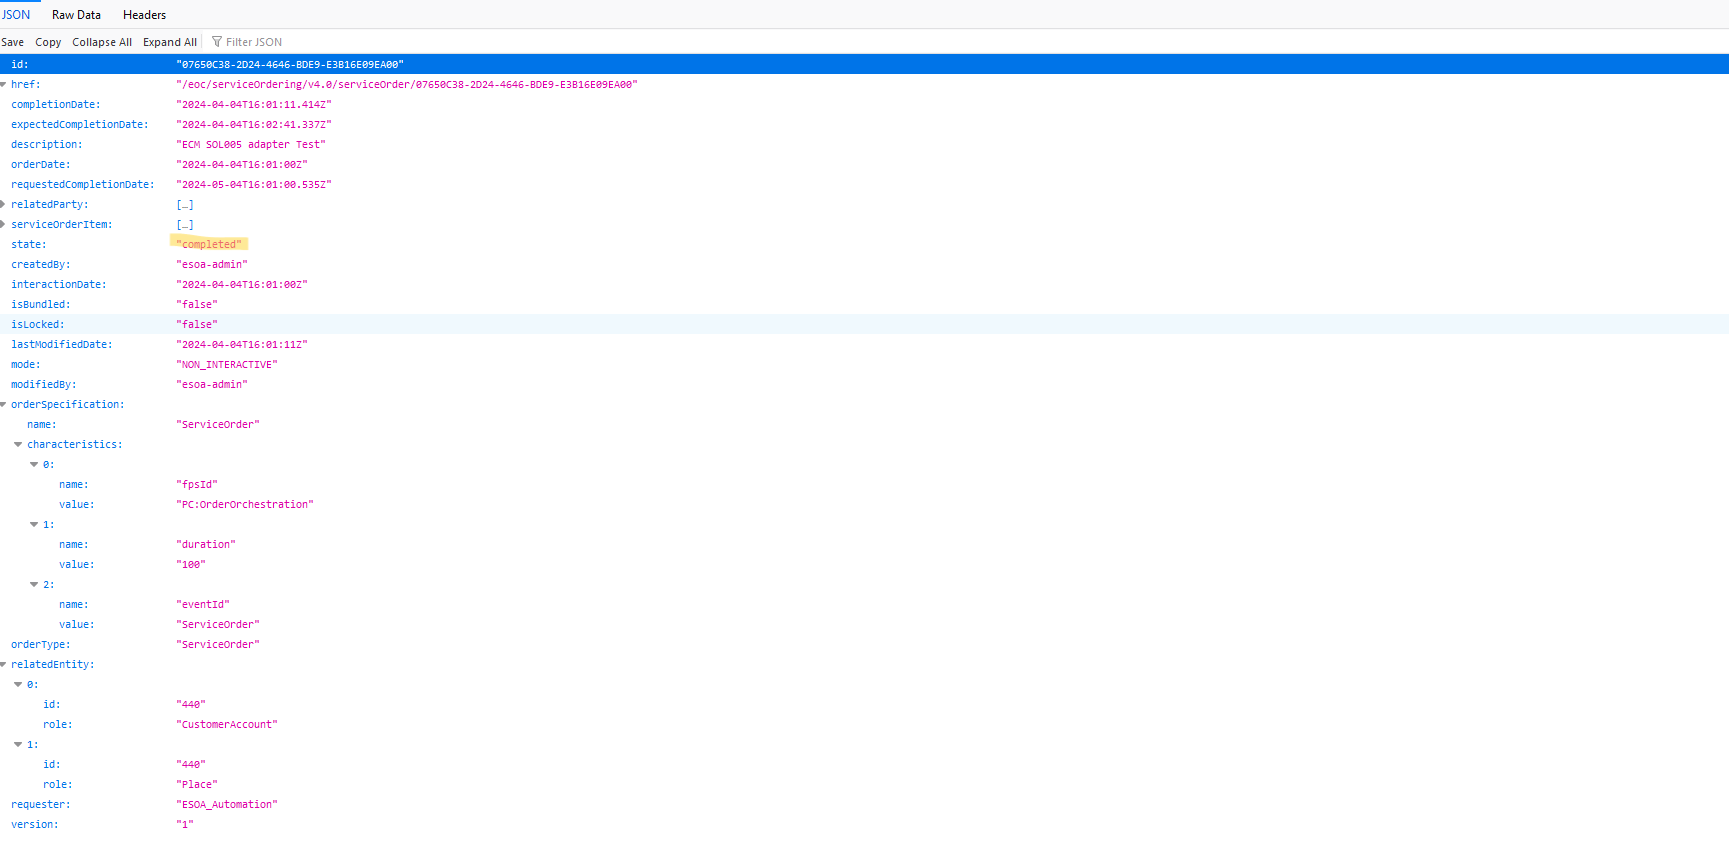 JSON Raw Data Headers
Save Copy Collapse All Expand All Filter JSON
id: "07650C38-2D24-4646-BDE9-E3B16E09EA00"
href: "/eoc/serviceOrdering/v4.0/serviceOrder/07650C38-2D24-4646-BDE9-E3B16E09EA00"
completionDate: "2024-04-04T16:01:11.414Z"
expectedCompletionDate: "2024-04-04T16:02:41.337Z"
description: "ECM SOL005 adapter Test"
orderDate: "2024-04-04T16:01:00Z"
requestedCompletionDate: "2024-05-04T16:01:00.535Z"
relatedParty: […]
serviceOrderItem: […]
state: "completed"
createdBy: "esoa-admin"
interactionDate: "2024-04-04T16:01:00Z"
isBundled: "false"
isLocked: "false"
lastModifiedDate: "2024-04-04T16:01:11Z"
mode: "NON_INTERACTIVE"
modifiedBy: "esoa-admin"
orderSpecification:
name: "ServiceOrder"
characteristics:
0:
name: "fpsId"
value: "PC:OrderOrchestration"
1:
name: "duration"
value: "100"
2:
name: "eventId"
value: "ServiceOrder"
orderType: "ServiceOrder"
relatedEntity:
0:
id: "440"
role: "CustomerAccount"
1:
id: "440"
role: "Place"
requester: "ESOA_Automation"
version: "1"